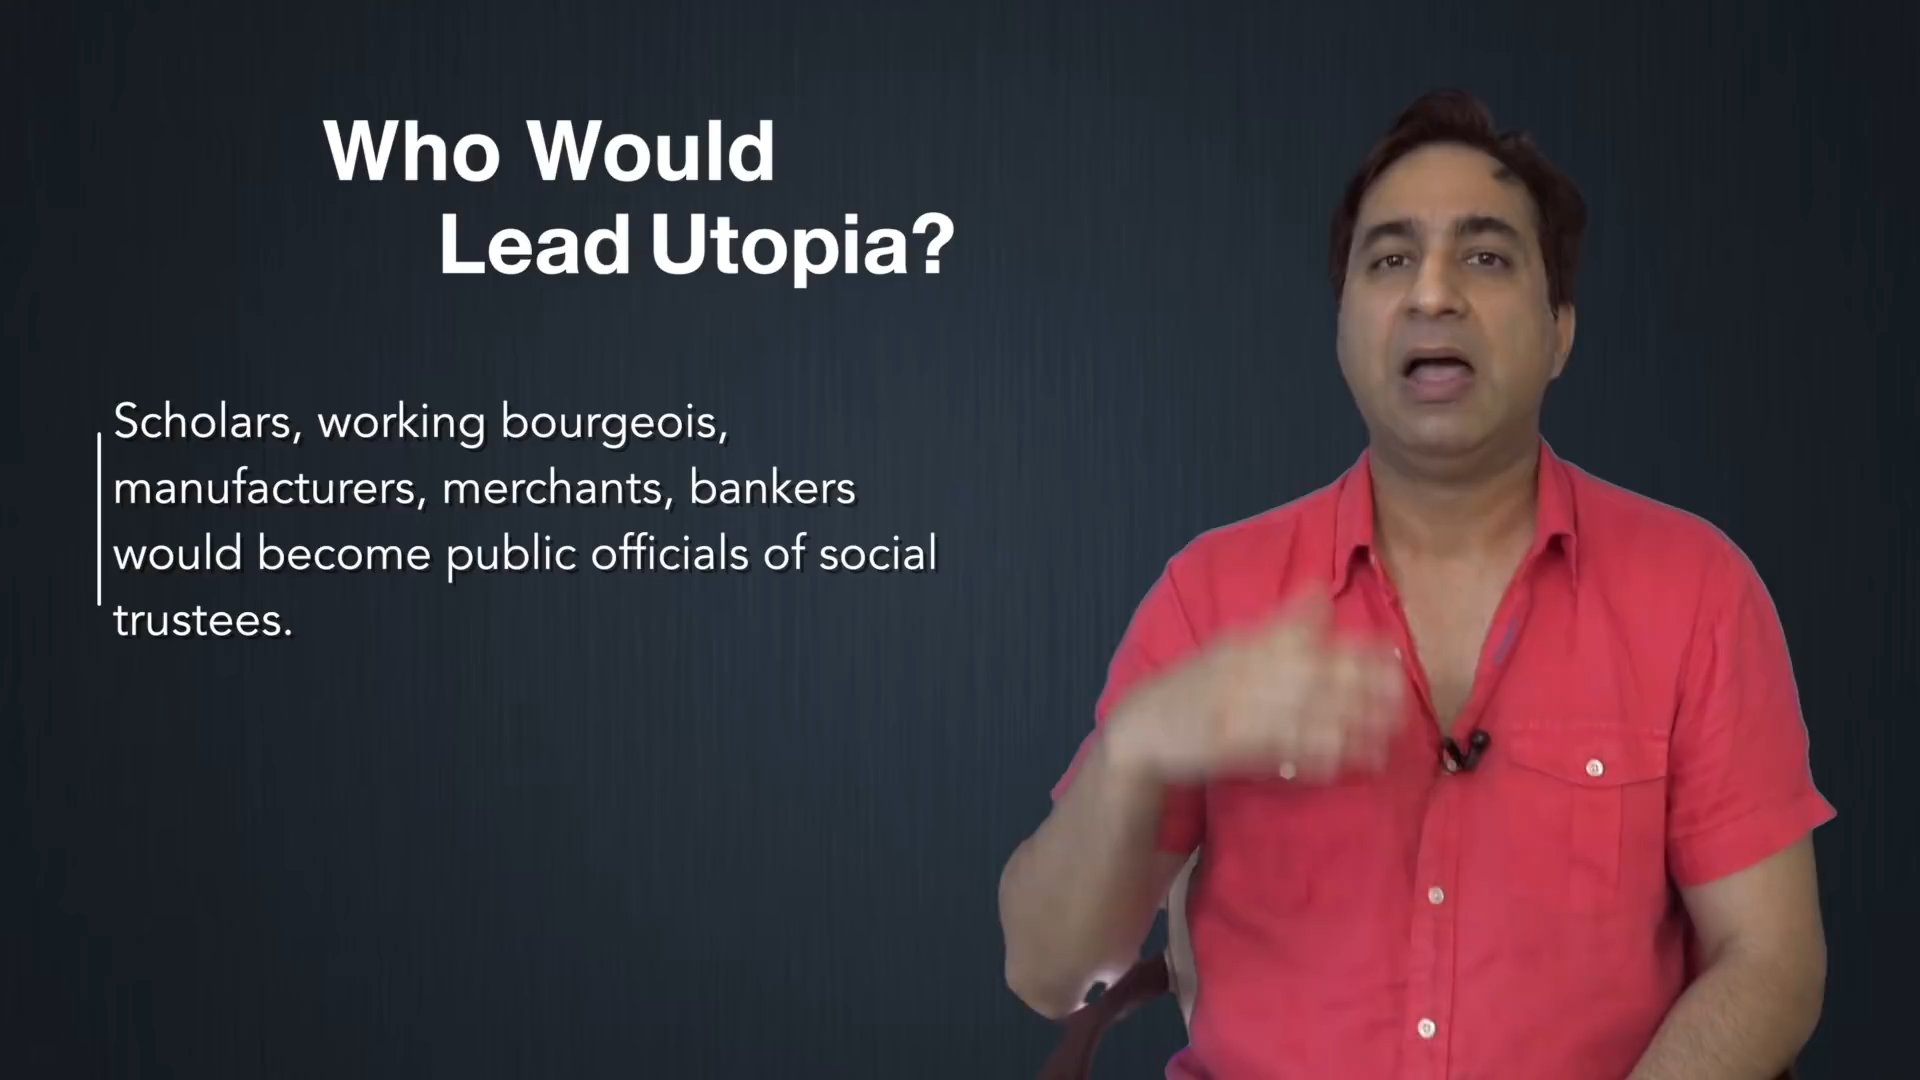 Who Would
Lead Utopia?
Scholars, working bourgeois,
manufacturers, merchants, bankers
would become public officials of social
trustees.